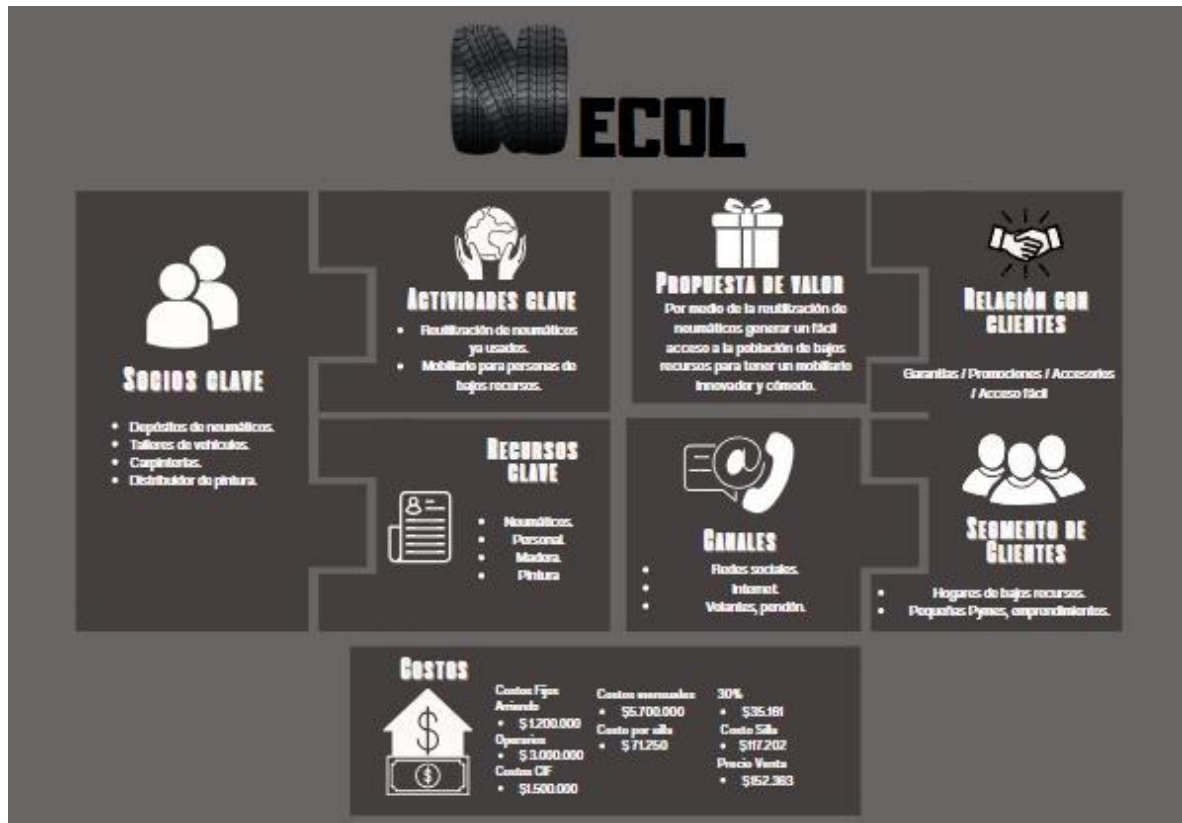 ECOL
SOCIOS CLAVE
• Depósitos de neumáticos.
• Talleres de vehículos.
• Carpinterías.
• Distribuidor de pintura.
ACTIVIDADES CLAVE
• Reutilización de neumáticos
ya usados.
• Mobiliario para personas de
bajos recursos.
RECURSOS
CLAVE
• Neumáticos.
• Personal.
• Madera.
• Pintura
PROPUESTA DE VALOR
Por medio de la reutilización de
neumáticos generar un fácil
acceso a la población de bajos
recursos para tener un mobiliario
innovador y cómodo.
CANALES
• Redes sociales.
• Internet.
• Volantes, pendón.
RELACIÓN CON
CLIENTES
Garantías / Promociones / Accesorios
/ Acceso fácil
SEGMENTO DE
CLIENTES
• Hogares de bajos recursos.
• Pequeñas Pymes, emprendimientos.
COSTOS
Costos Fijos
Arriendo
• $1.200.000
Operarios
• $3.000.000
Costos CIF
• $1.500.000
Costos mensuales
• $5.700.000
Costo por silla
• $71.250
30%
• $35.161
Costo Silla
• $117.202
Precio Venta
• $152.363